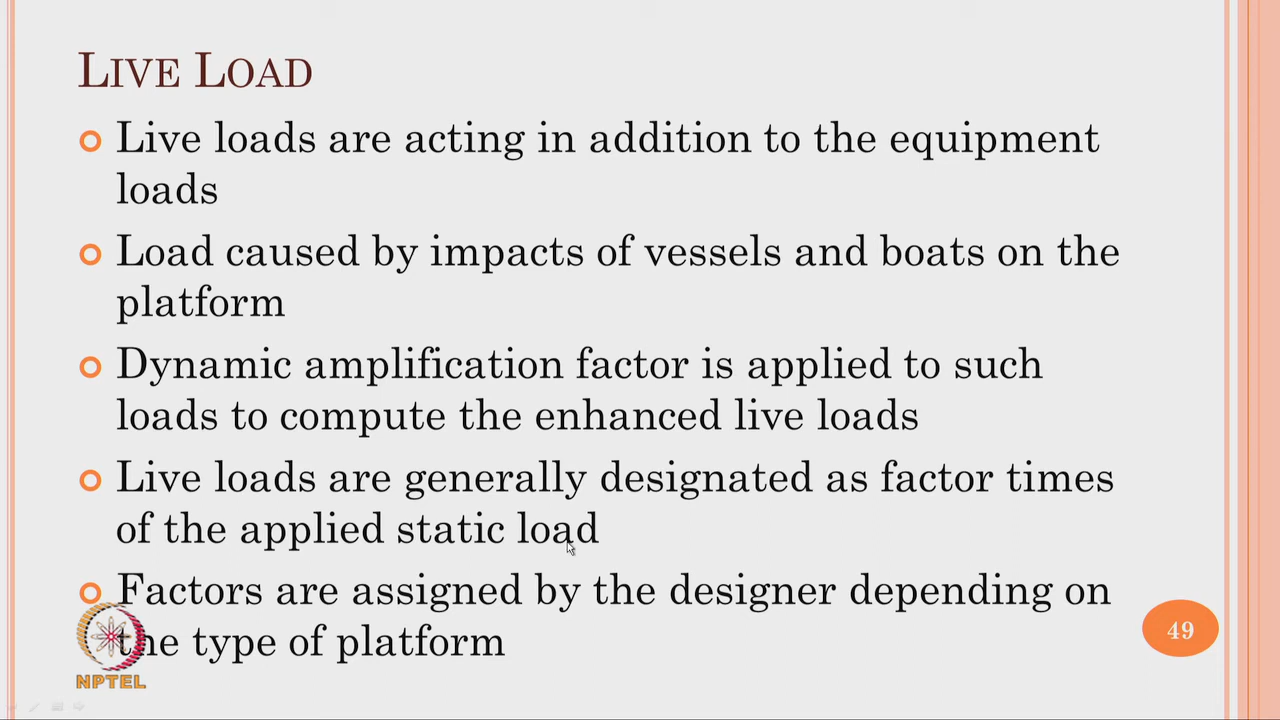 LIVE LOAD
Live loads are acting in addition to the equipment
loads
Load caused by impacts of vessels and boats on the
platform
Dynamic amplification factor is applied to such
loads to compute the enhanced live loads
Live loads are generally designated as factor times
of the applied static load
Factors are assigned by the designer depending on
the type of platform
49
NPTEL